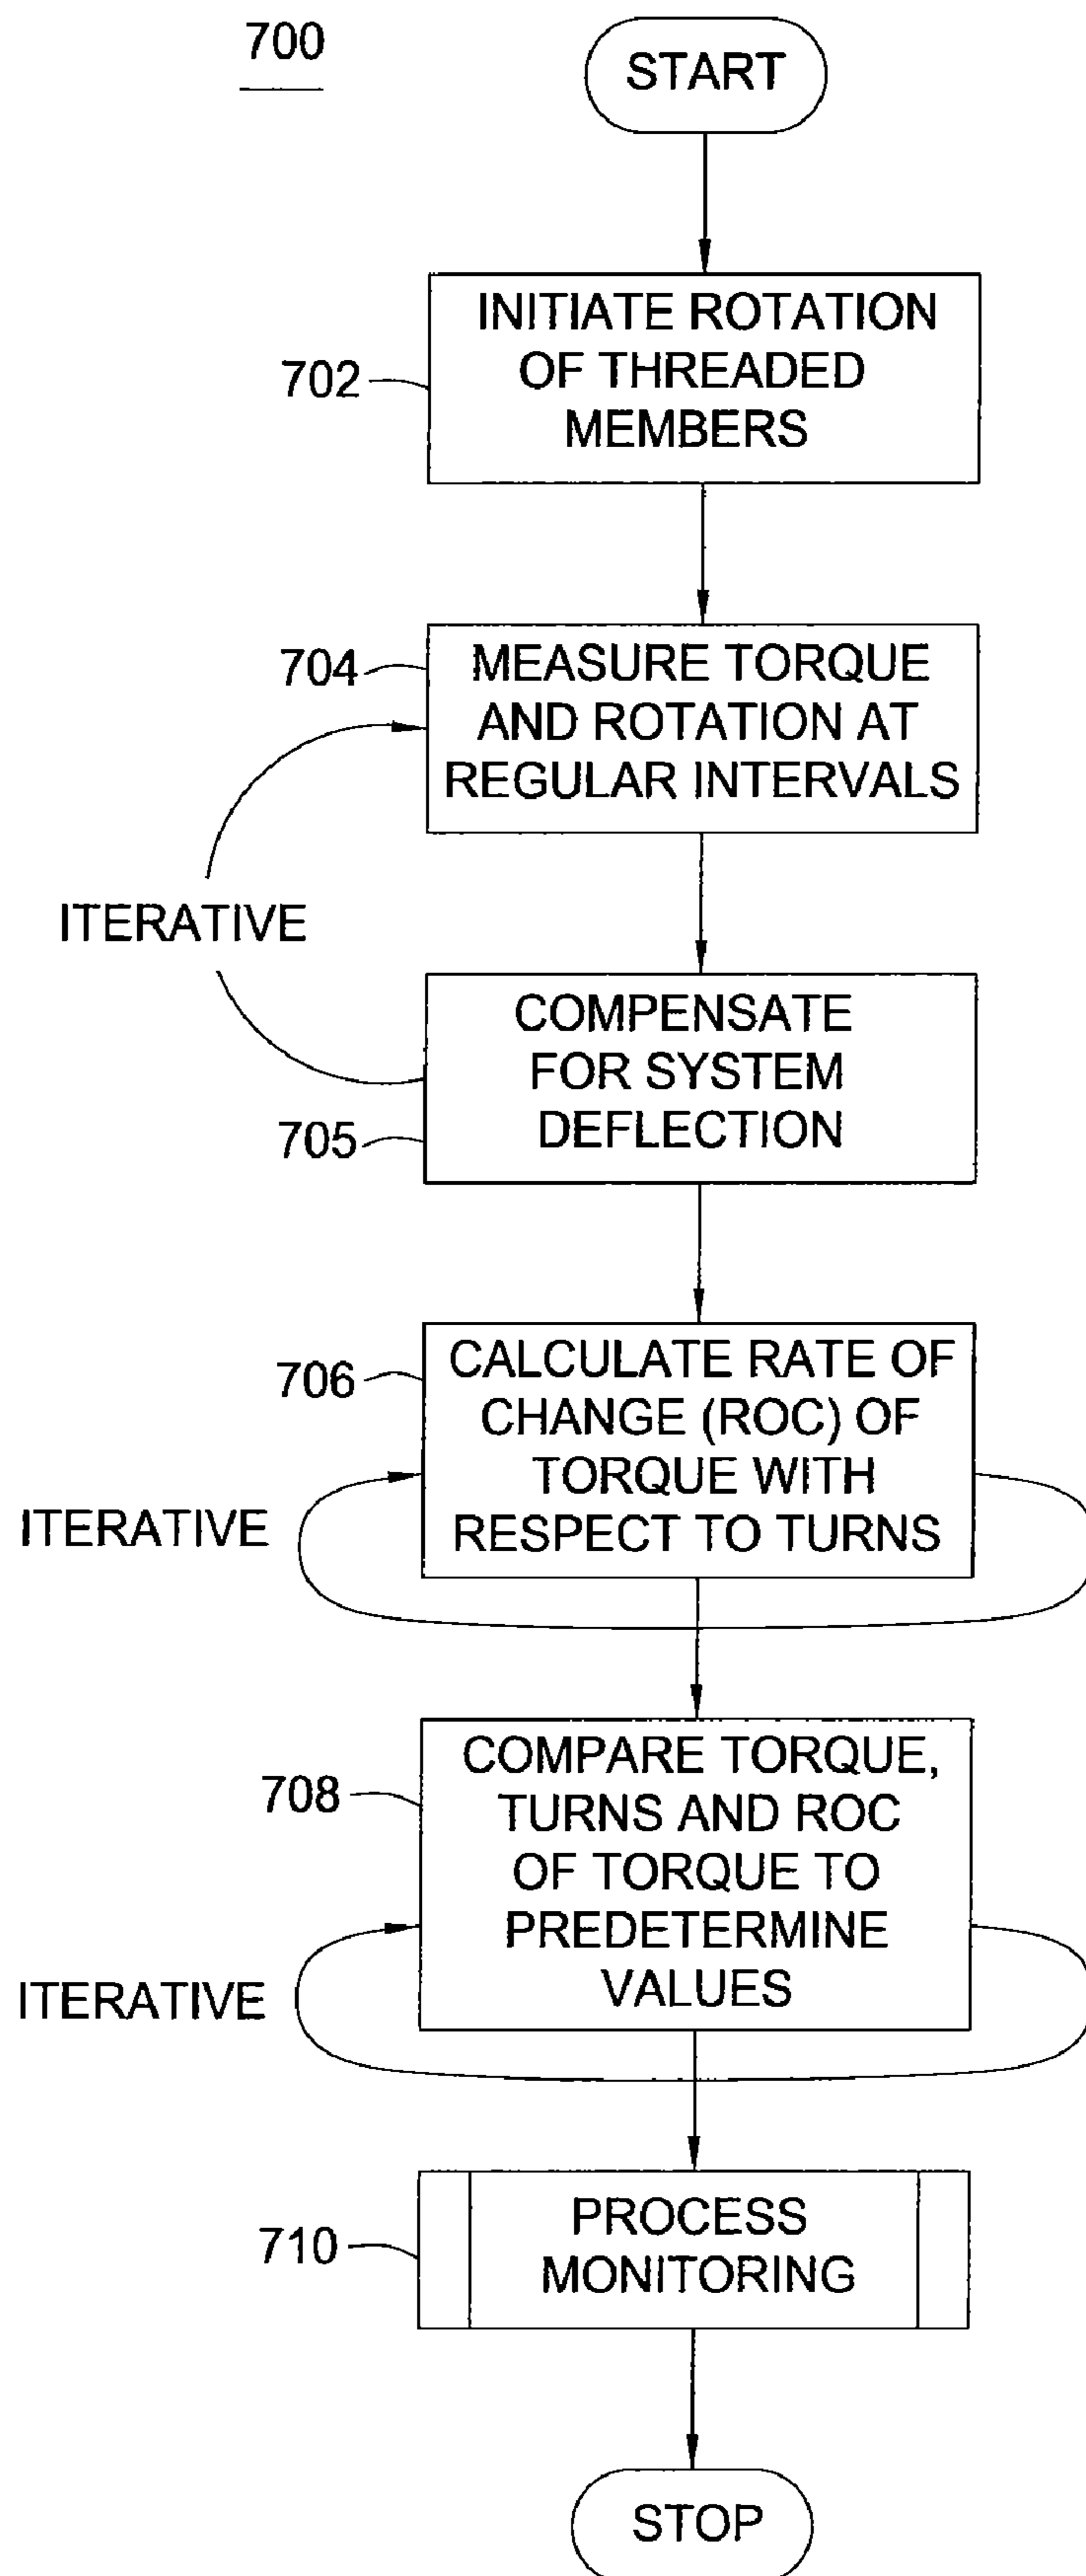 700
START
INITIATE ROTATION
OF THREADED
MEMBERS
702
704
MEASURE TORQUE
AND ROTATION AT
REGULAR INTERVALS
ITERATIVE
COMPENSATE
FOR SYSTEM
DEFLECTION
705
706
CALCULATE RATE OF
CHANGE (ROC) OF
TORQUE WITH
RESPECT TO TURNS
ITERATIVE
708
COMPARE TORQUE,
TURNS AND ROC
OF TORQUE TO
PREDETERMINE
VALUES
ITERATIVE
710
PROCESS
MONITORING
STOP